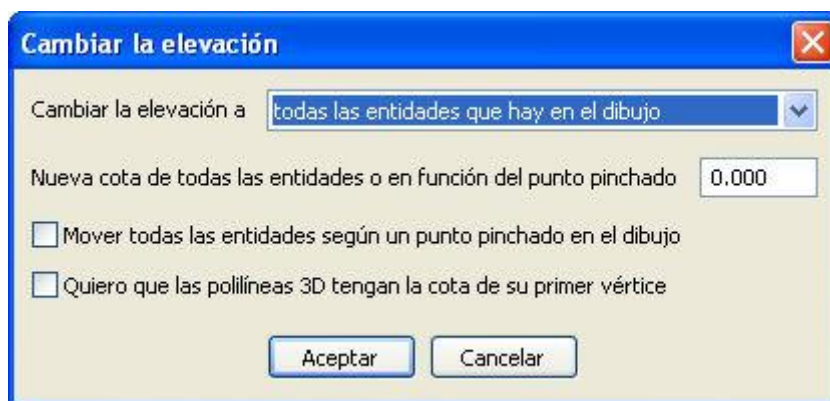 Cambiar la elevación
Cambiar la elevación a todas las entidades que hay en el dibujo
Nueva cota de todas las entidades o en función del punto pinchado 0.000
Mover todas las entidades según un punto pinchado en el dibujo
Quiero que las polilíneas 3D tengan la cota de su primer vértice
Aceptar Cancelar